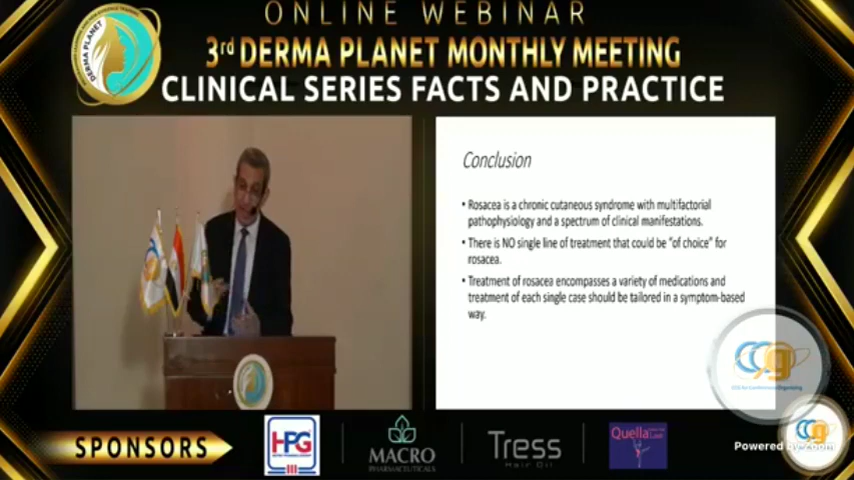 ONLINE WEBINAR
3rd DERMA PLANET MONTHLY MEETING
CLINICAL SERIES FACTS AND PRACTICE
DERMA PLANET
Conclusion
• Rosacea is a chronic cutaneous syndrome with multifactorial
pathophysiology and a spectrum of clinical manifestations.
• There is NO single line of treatment that could be "of choice" for
rosacea.
• Treatment of rosacea encompasses a variety of medications and
treatment of each single case should be tailored in a symptom-based
way.
CCg
Powered by Zoom
SPONSORS
HPG
MACRO
PHARMACEUTICALS
Tress
Hair Oil
Quella